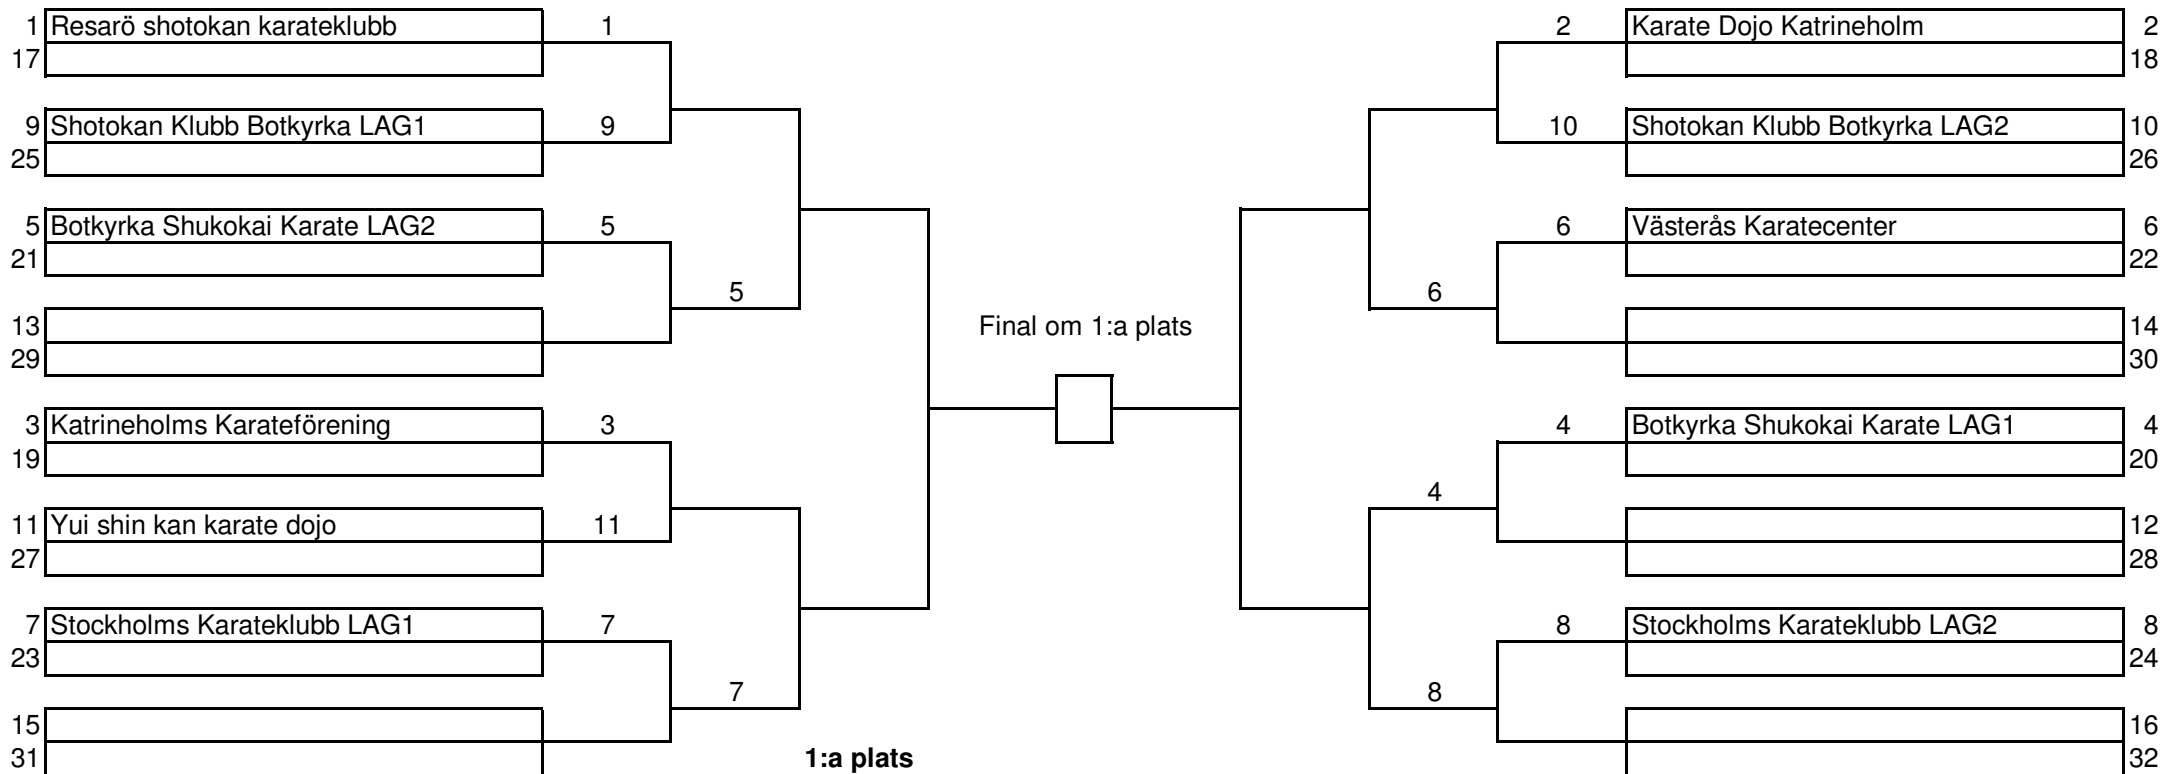 1 Resarö shotokan karateklubb 1 2 Karate Dojo Katrineholm 2
17 18
9 Shotokan Klubb Botkyrka LAG1 9 10 Shotokan Klubb Botkyrka LAG2 10
25 26
5 Botkyrka Shukokai Karate LAG2 5 6 Västerås Karatecenter 6
21 22
5 6
13 Final om 1:a plats 14
29 30
3 Katrineholms Karateförening 3 4 Botkyrka Shukokai Karate LAG1 4
19 20
4
11 Yui shin kan karate dojo 11 12
27 28
7 Stockholms Karateklubb LAG1 7 8 Stockholms Karateklubb LAG2 8
23 24
7 8
15 16
31 1:a plats 32